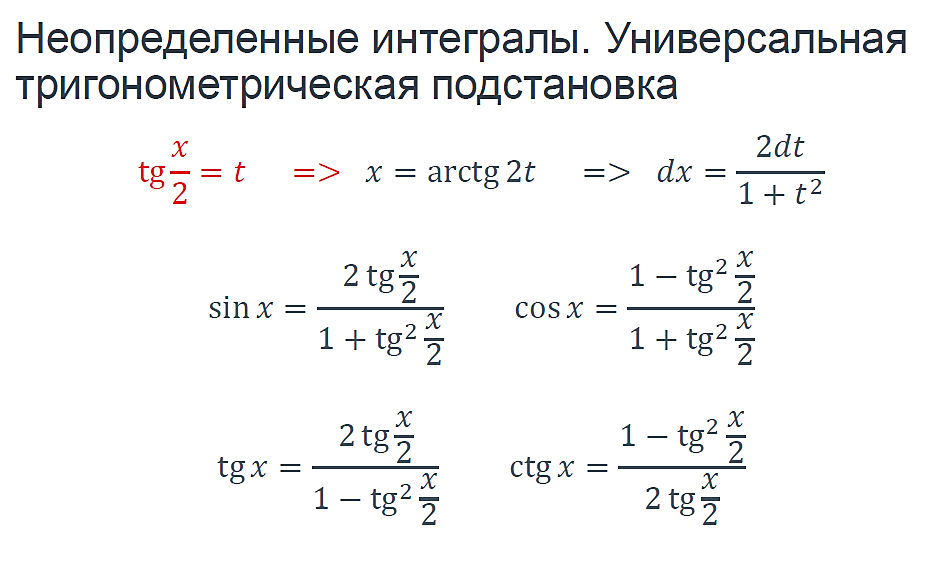 Неопределенные интегралы. Универсальная
тригонометрическая подстановка
tg x/2 = t => x = arctg 2t => dx = 2dt/(1 + t²)
sin x = (2 tg x/2)/(1 + tg² x/2) cos x = (1 − tg² x/2)/(1 + tg² x/2)
tg x = (2 tg x/2)/(1 − tg² x/2) ctg x = (1 − tg² x/2)/(2 tg x/2)